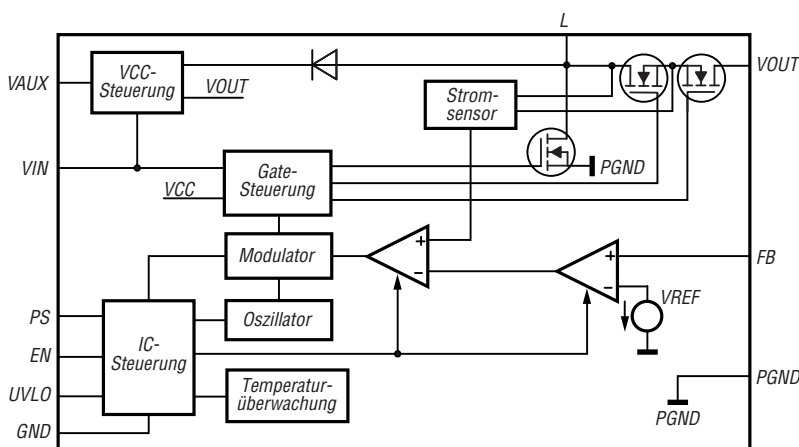 L
VAUX
VCC-
Steuerung
VOUT
Strom-
sensor
VOUT
VIN
VCC
Gate-
Steuerung
PGND
Modulator
+
−
+
−
FB
VREF
PS
EN
UVLO
GND
IC-
Steuerung
Oszillator
Temperatur-
überwachung
PGND
PGND